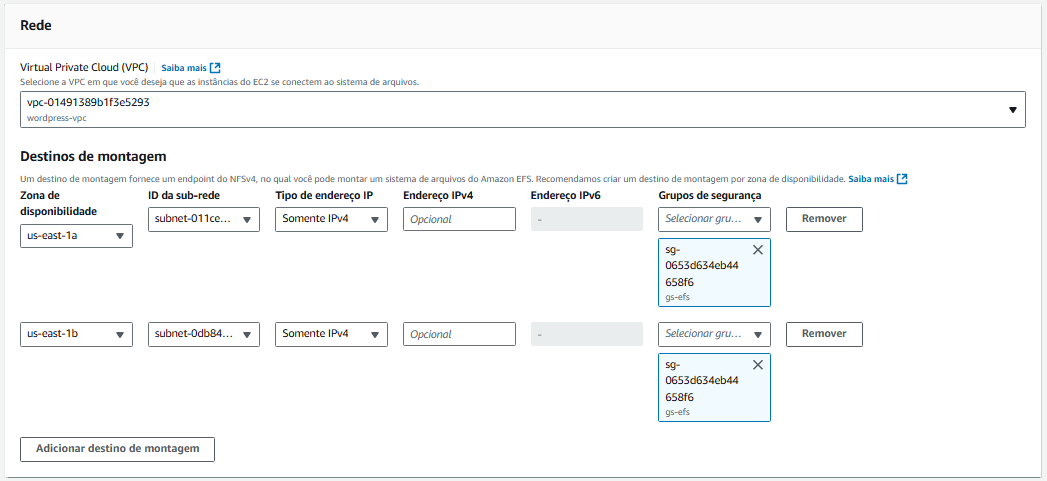 Rede
Virtual Private Cloud (VPC) Saiba mais
Selecione a VPC em que você deseja que as instâncias do EC2 se conectem ao sistema de arquivos.
vpc-01491389b1f3e5293
wordpress-vpc
Destinos de montagem
Um destino de montagem fornece um endpoint do NFSv4, no qual você pode montar um sistema de arquivos do Amazon EFS. Recomendamos criar um destino de montagem por zona de disponibilidade. Saiba mais
Zona de disponibilidade ID da sub-rede Tipo de endereço IP Endereço IPv4 Endereço IPv6 Grupos de segurança
us-east-1a subnet-011ce... Somente IPv4 Opcional - Selecionar gru... Remover
sg-
0653d634eb44
658f6
gs-efs
us-east-1b subnet-0db84... Somente IPv4 Opcional - Selecionar gru... Remover
sg-
0653d634eb44
658f6
gs-efs
Adicionar destino de montagem